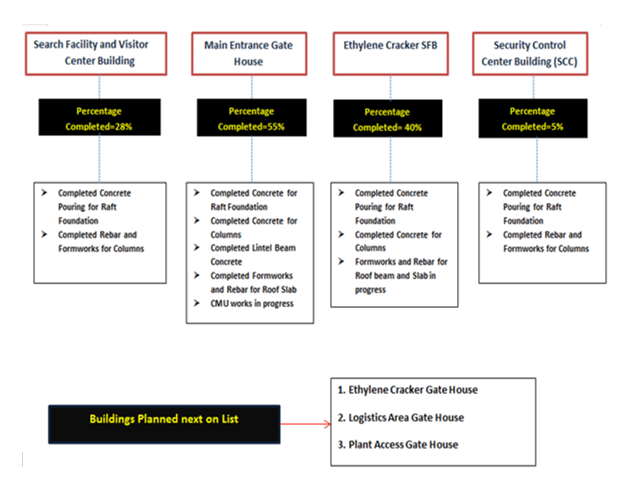 Search Facility and Visitor
Center Building
Main Entrance Gate
House
Ethylene Cracker SFB
Security Control
Center Building (SCC)
Percentage
Completed=28%
Percentage
Completed=55%
Percentage
Completed= 40%
Percentage
Completed=5%
➤ Completed Concrete
Pouring for Raft
Foundation
➤ Completed Rebar and
Formworks for Columns
➤ Completed Concrete for
Raft Foundation
➤ Completed Concrete for
Columns
➤ Completed Lintel Beam
Concrete
➤ Completed Formworks
and Rebar for Roof Slab
➤ CMU works in progress
➤ Completed Concrete
Pouring for Raft
Foundation
➤ Completed Concrete for
Columns
➤ Formworks and Rebar for
Roof beam and Slab in
progress
➤ Completed Concrete
Pouring for Raft
Foundation
➤ Completed Rebar and
Formworks for Columns
Buildings Planned next on List
1. Ethylene Cracker Gate House
2. Logistics Area Gate House
3. Plant Access Gate House